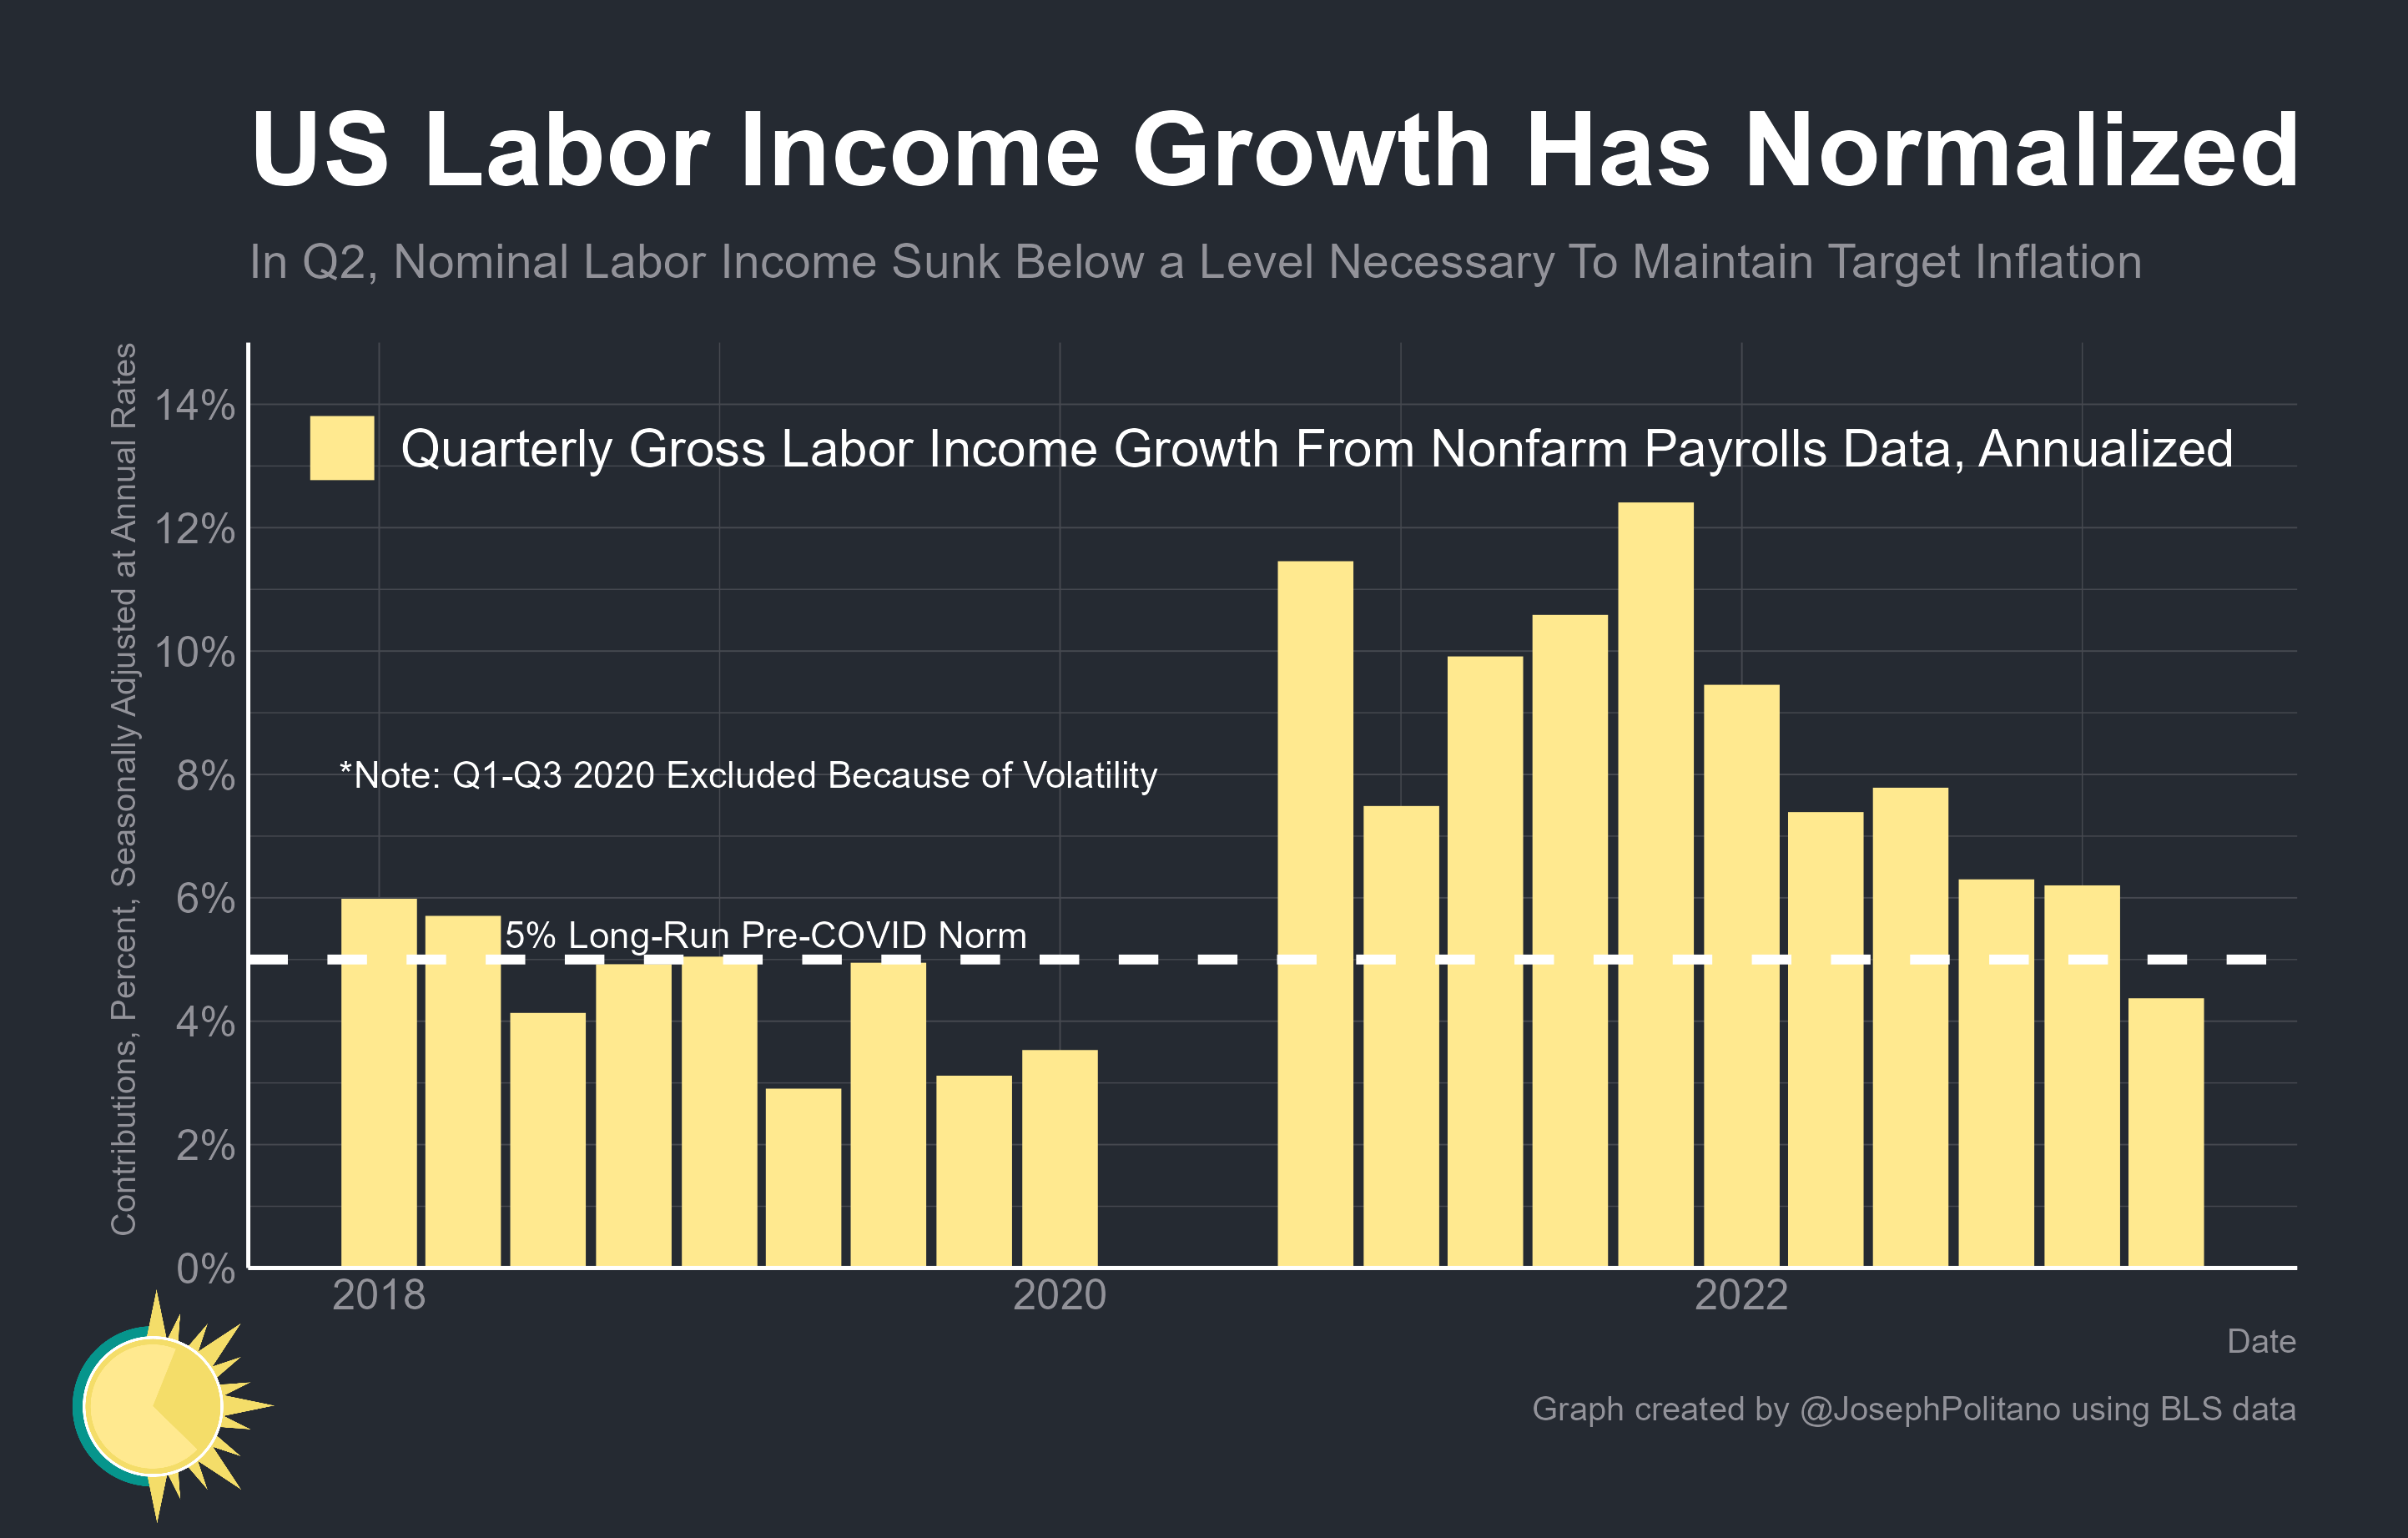 US Labor Income Growth Has Normalized
In Q2, Nominal Labor Income Sunk Below a Level Necessary To Maintain Target Inflation
Contributions, Percent, Seasonally Adjusted at Annual Rates
14%
12%
10%
8%
6%
4%
2%
0%
Quarterly Gross Labor Income Growth From Nonfarm Payrolls Data, Annualized
*Note: Q1-Q3 2020 Excluded Because of Volatility
5% Long-Run Pre-COVID Norm
2018
2020
2022
Date
Graph created by @JosephPolitano using BLS data